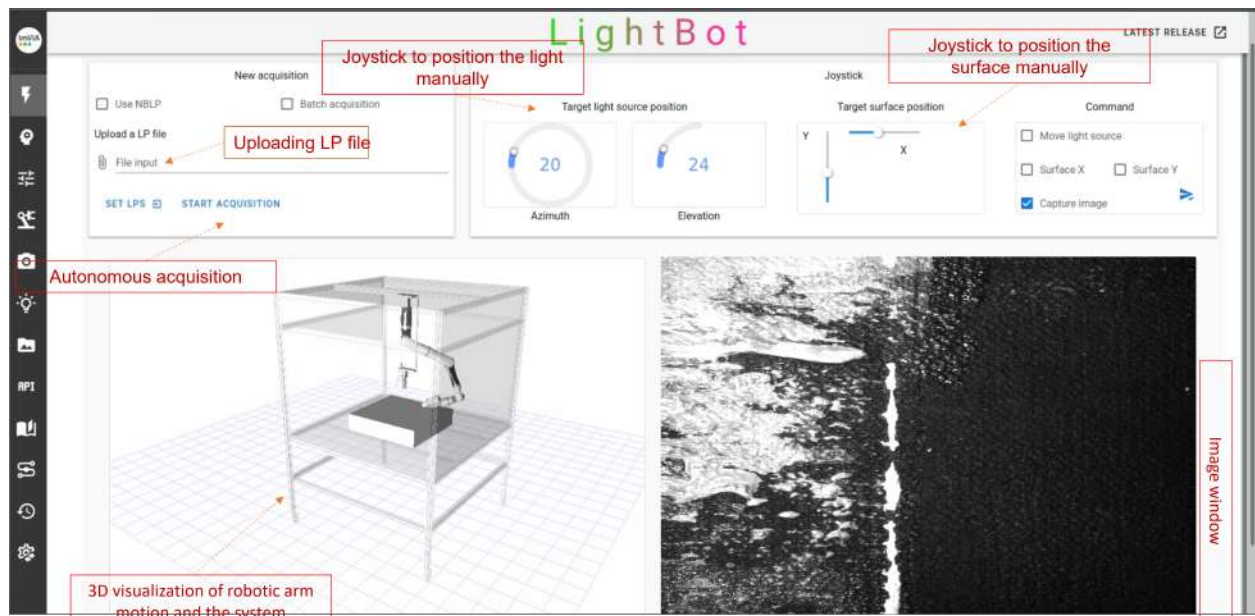 imViA
LightBot
LATEST RELEASE
Joystick to position the light
manually
Joystick to position the
surface manually
New acquisition
Use NBLP
Batch acquisition
Upload a LP file
File input
Uploading LP file
SET LPS
START ACQUISITION
Autonomous acquisition
Joystick
Target light source position
20
Azimuth
24
Elevation
Target surface position
Y
X
Command
Move light source
Surface X
Surface Y
Capture image
API
3D visualization of robotic arm
motion and the system
Image window